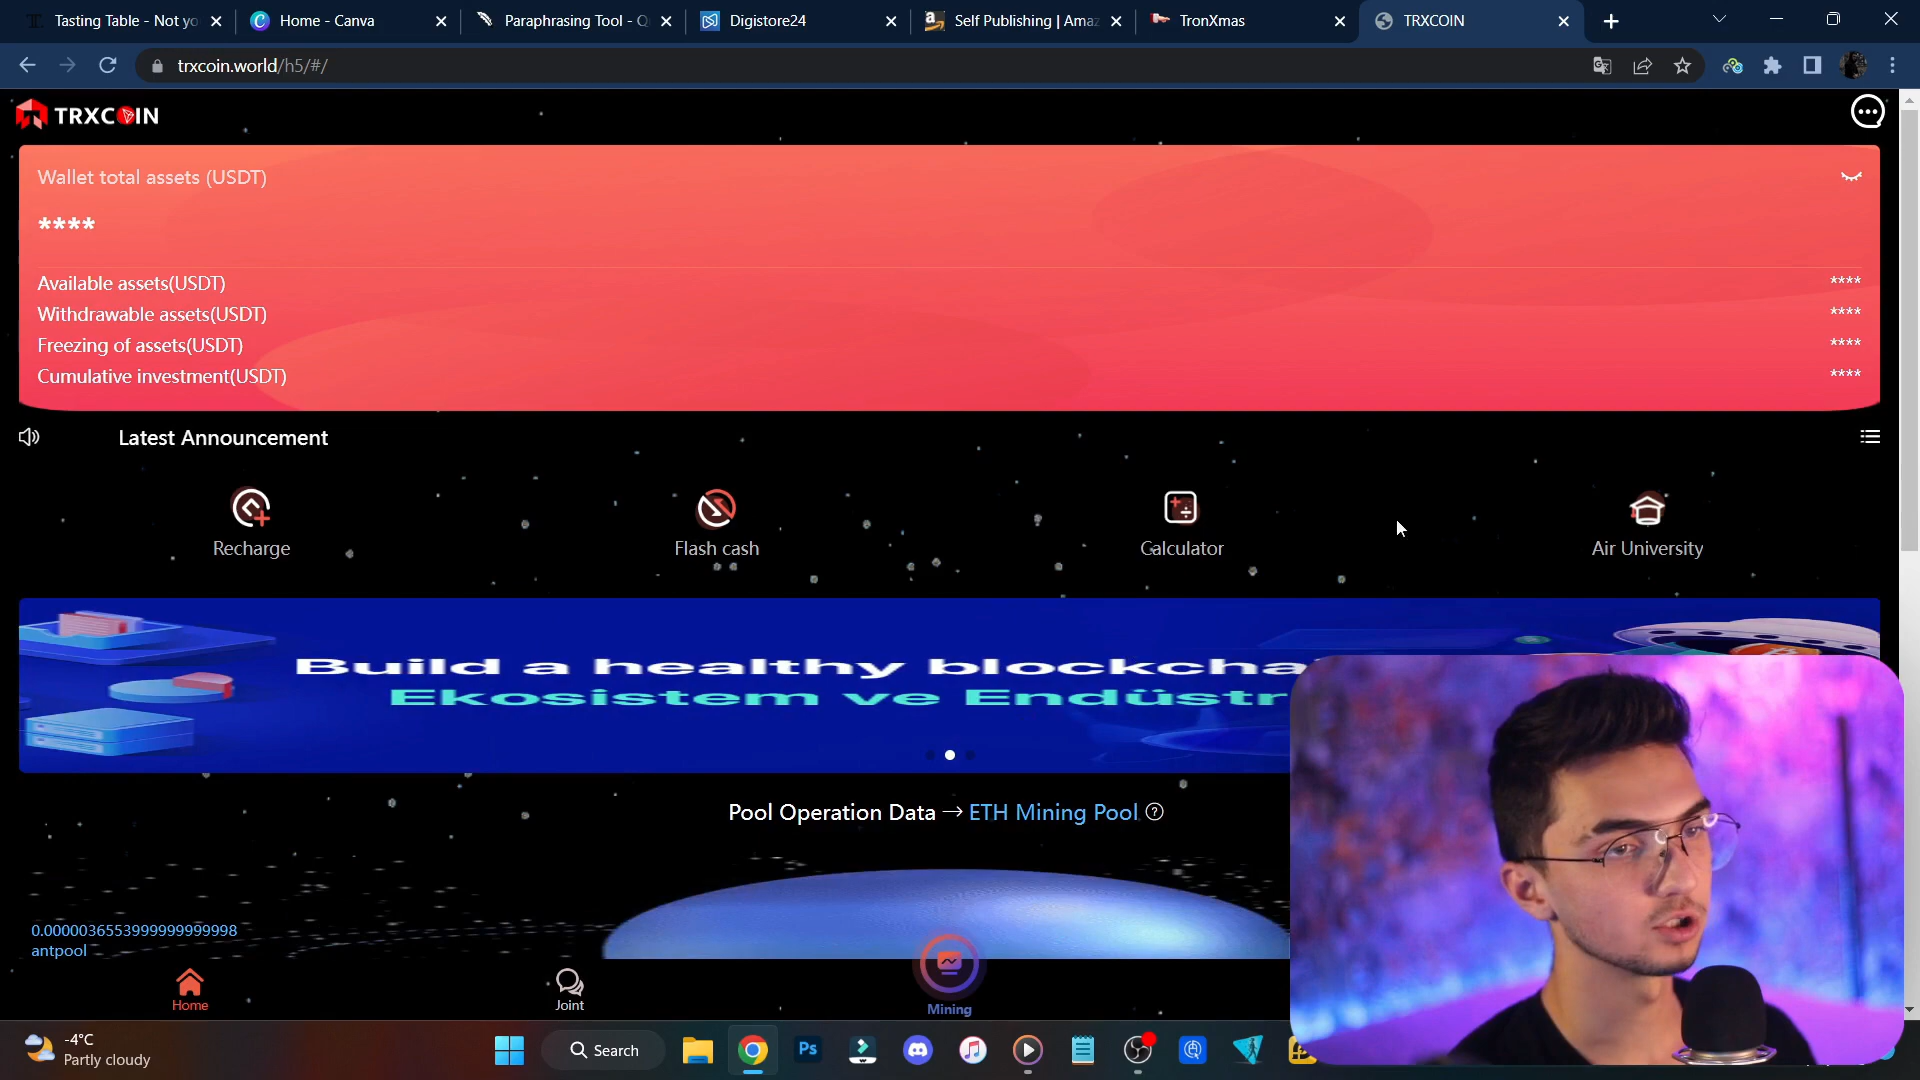 Tasting Table - Not yo
Home - Canva
Paraphrasing Tool - Q
Digistore24
Self Publishing | Amaz
TronXmas
TRXCOIN
trxcoin.world/h5/#/
TRXCOIN
Wallet total assets (USDT)
****
Available assets(USDT) ****
Withdrawable assets(USDT) ****
Freezing of assets(USDT) ****
Cumulative investment(USDT) ****
Latest Announcement
Recharge
Flash cash
Calculator
Air University
Build a healthy blockcha
Ekosistem ve Endüstr
Pool Operation Data → ETH Mining Pool
0.0000036553999999999998
antpool
Home
Joint
Mining
-4°C
Partly cloudy
Search
Ps